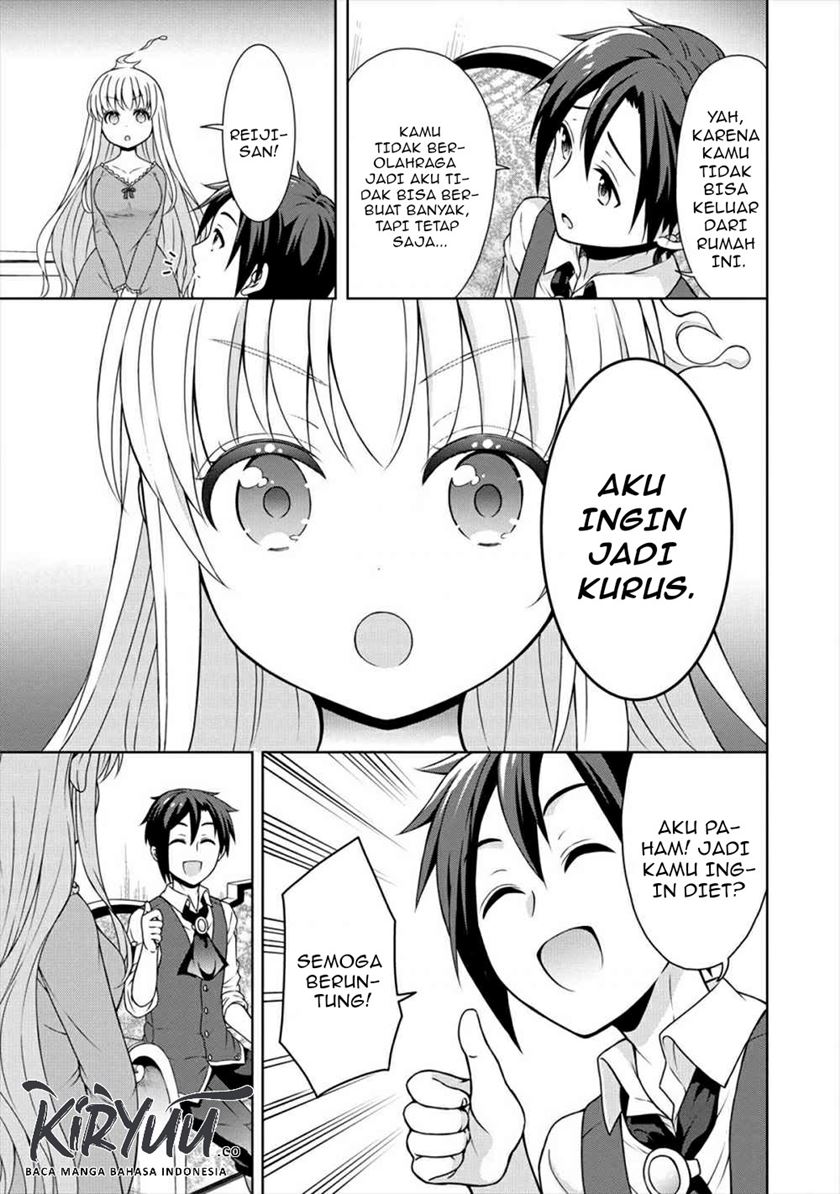 YAH,
KARENA
KAMU
TIDAK
BISA
KELUAR
DARI
RUMAH
INI.
KAMU
TIDAK BER-
OLAHRAGA
JADI AKU TI-
DAK BISA BER-
BUAT BANYAK,
TAPI TETAP
SAJA...
REIJI-
SAN!
AKU
INGIN
JADI
KURUS.
AKU PA-
HAM! JADI
KAMU ING-
IN DIET?
SEMOGA
BERUN-
TUNG!
KIRYUU.CO
BACA MANGA BAHASA INDONESIA